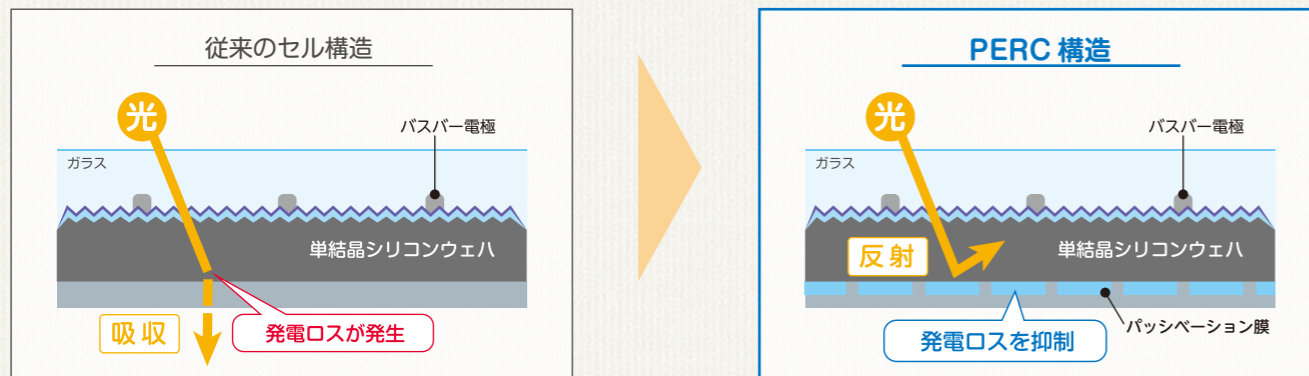 従来のセル構造
光
バスバー電極
ガラス
単結晶シリコンウェハ
吸収
発電ロスが発生
PERC 構造
光
バスバー電極
ガラス
反射
単結晶シリコンウェハ
発電ロスを抑制
パッシベーション膜